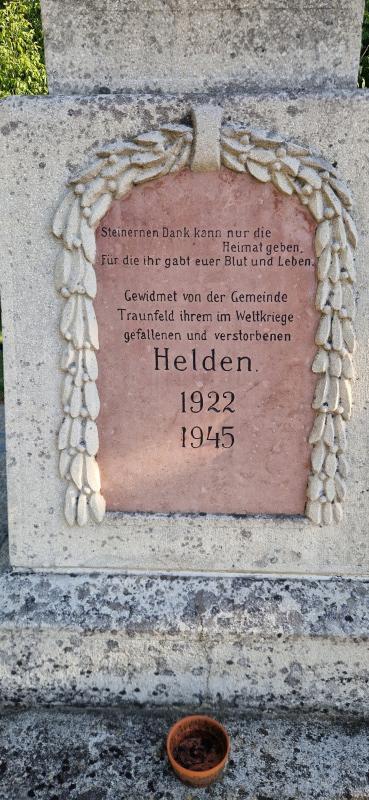 Steinernen Dank kann nur die
Heimat geben.
Für die ihr gabt euer Blut und Leben.
Gewidmet von der Gemeinde
Traunfeld ihrem im Weltkriege
gefallenen und verstorbenen
Helden.
1922
1945